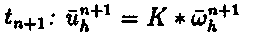 t_{n+1}: \bar{u}_h^{n+1} = K * \bar{\omega}_h^{n+1}